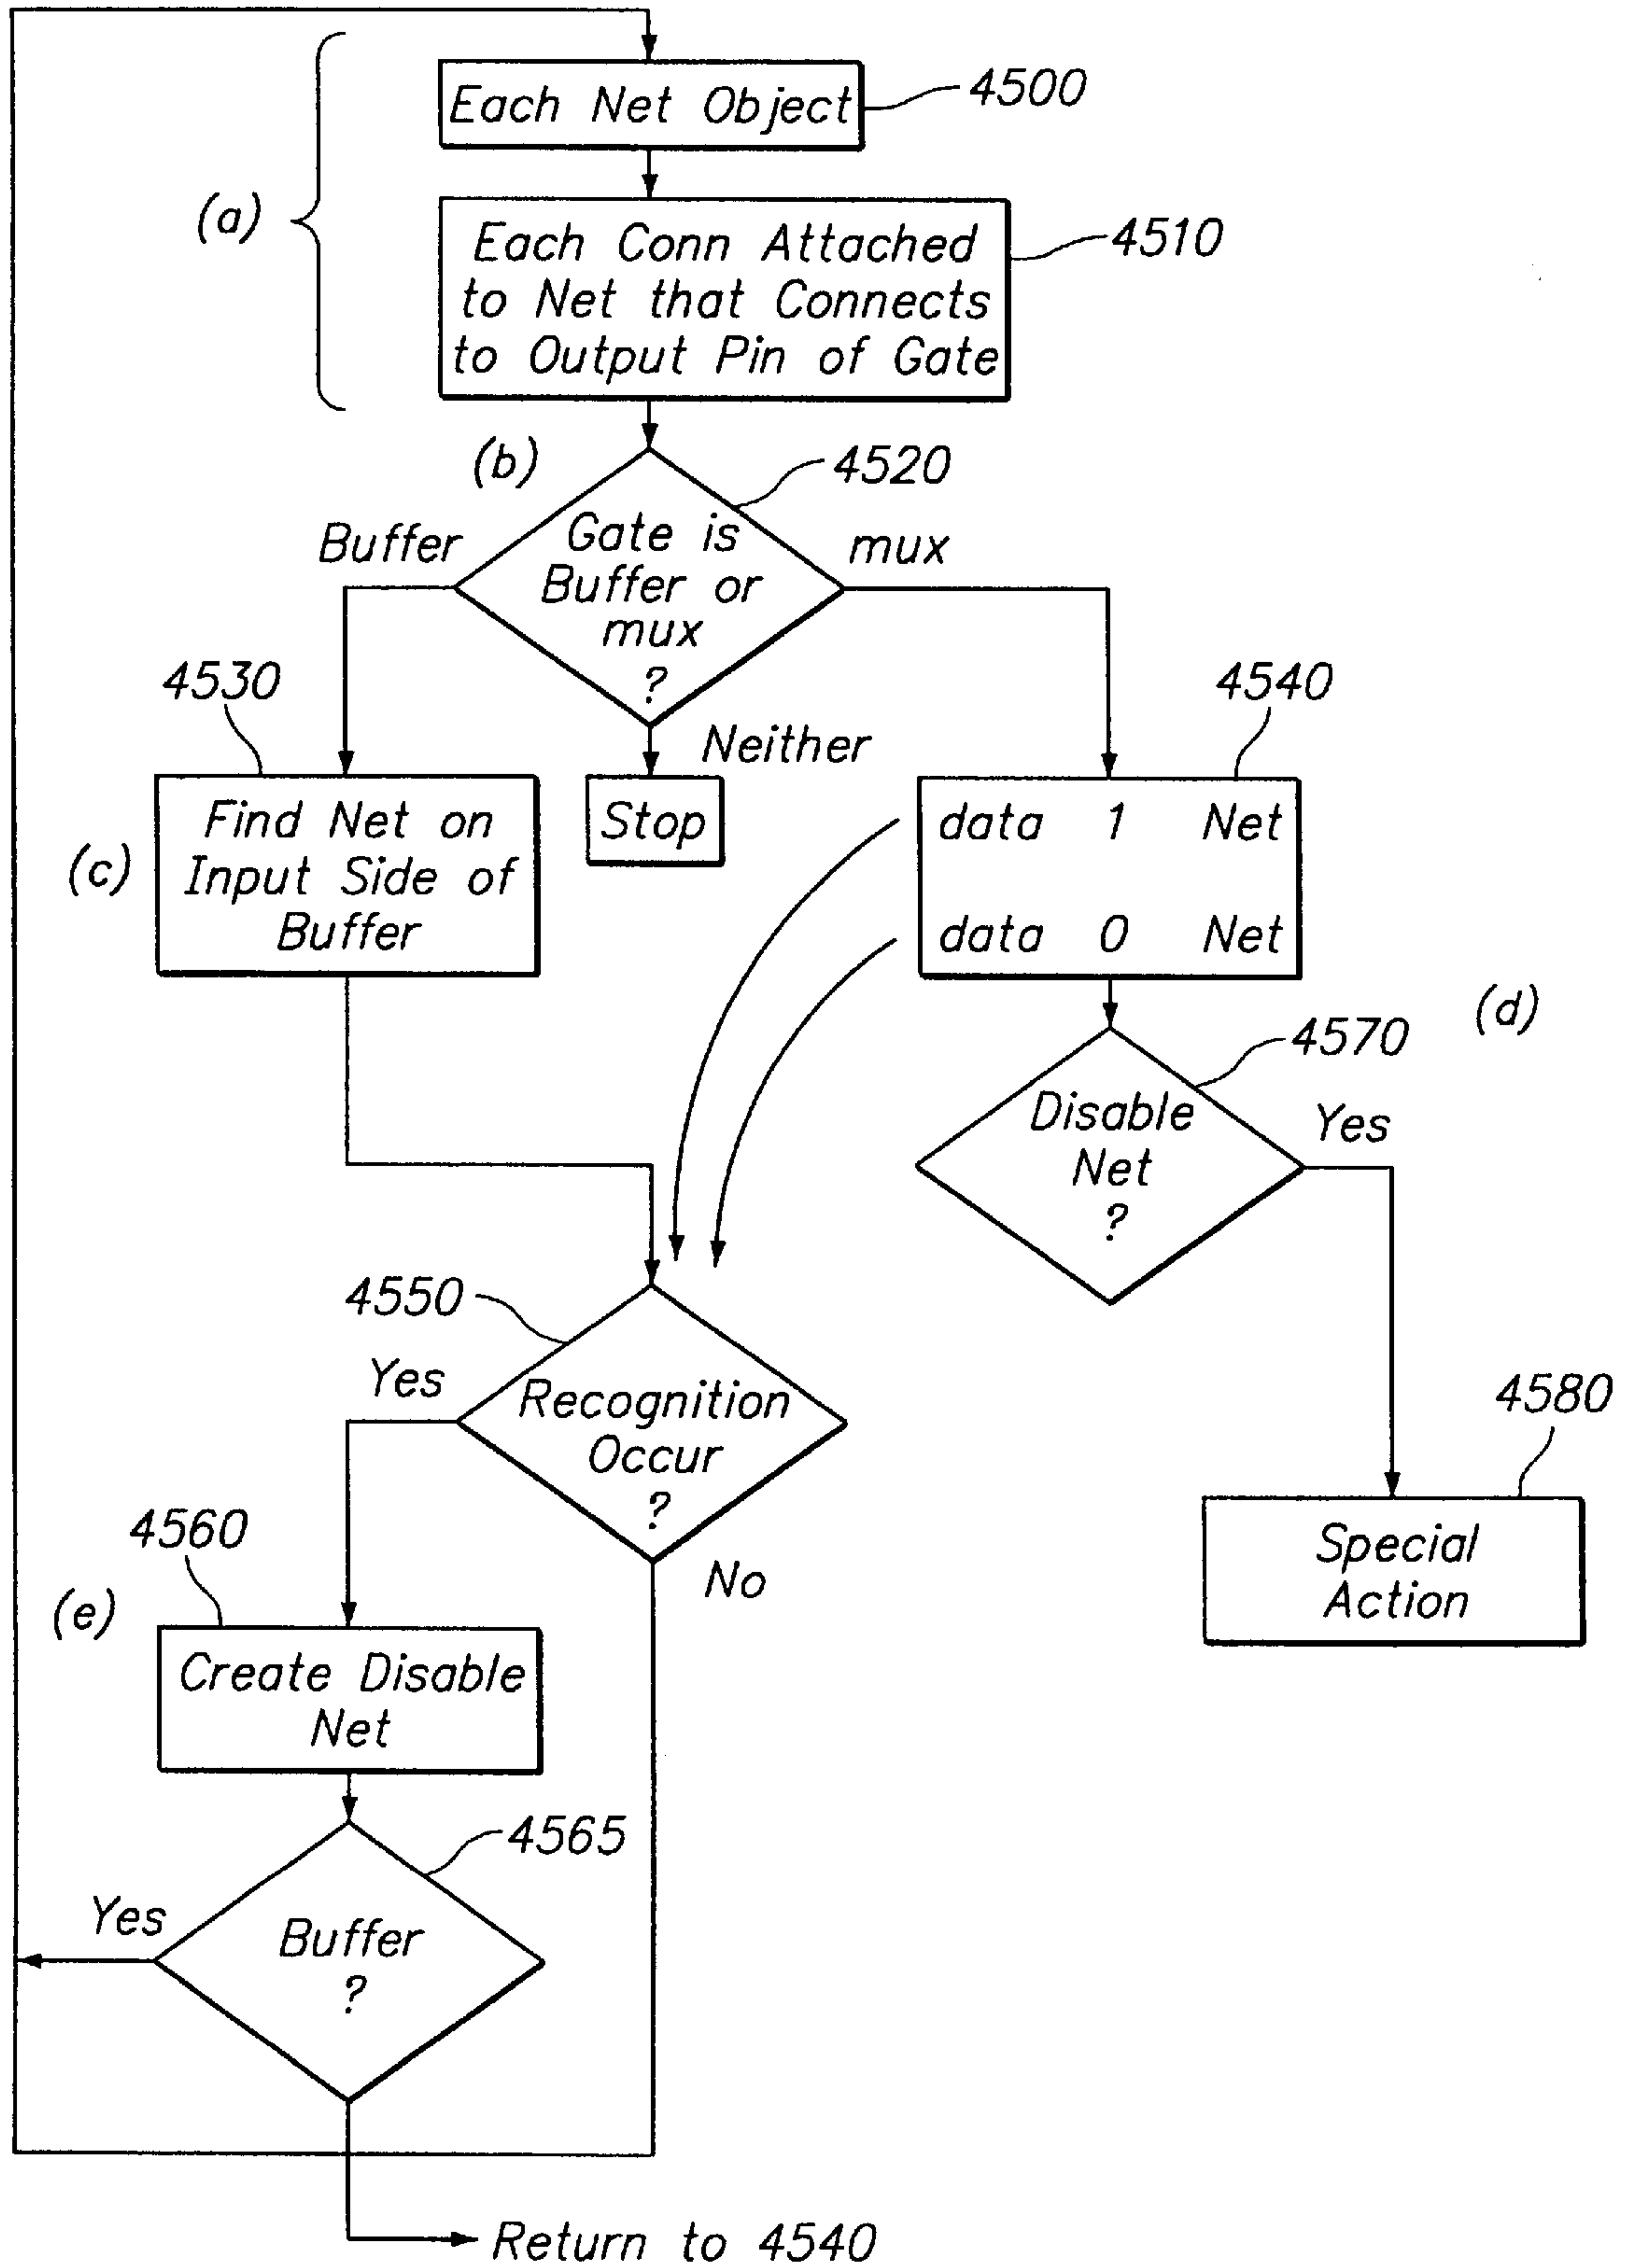 Each Net Object
4500
(a)
Each Conn Attached
to Net that Connects
to Output Pin of Gate
4510
(b)
4520
Buffer
Gate is
Buffer or
mux
?
mux
4530
4540
Neither
(c)
Find Net on
Input Side of
Buffer
Stop
data 1 Net
data 0 Net
(d)
4570
Disable
Net
?
Yes
4550
Yes
Recognition
Occur
?
No
4580
Special
Action
4560
(e)
Create Disable
Net
4565
Yes
Buffer
?
Return to 4540